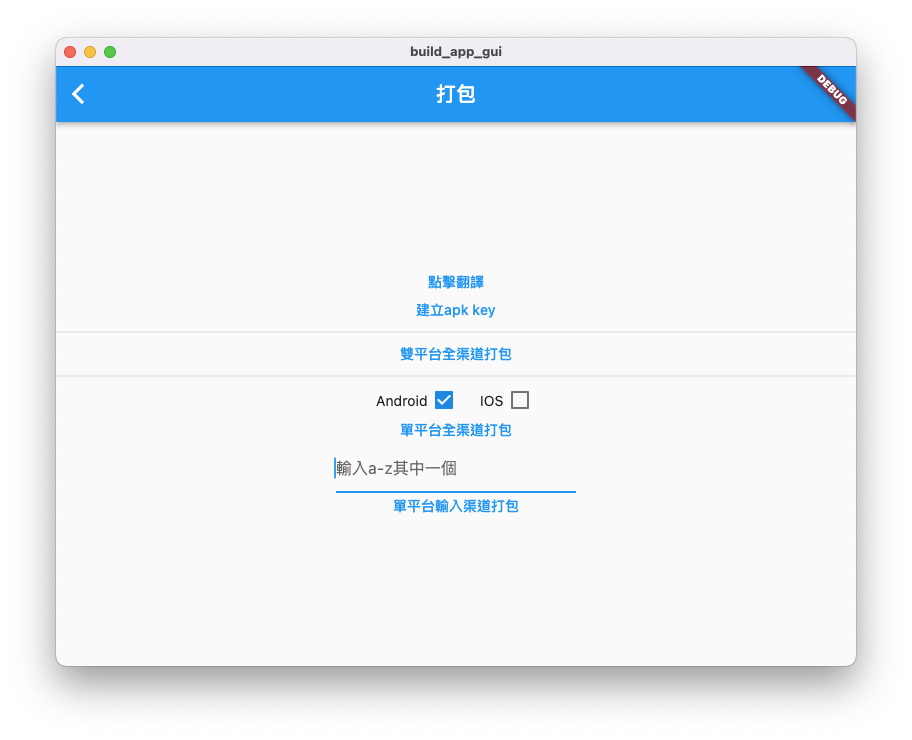 build_app_gui
打包
DEBUG
點擊翻譯
建立apk key
雙平台全渠道打包
Android IOS
單平台全渠道打包
輸入a-z其中一個
單平台輸入渠道打包